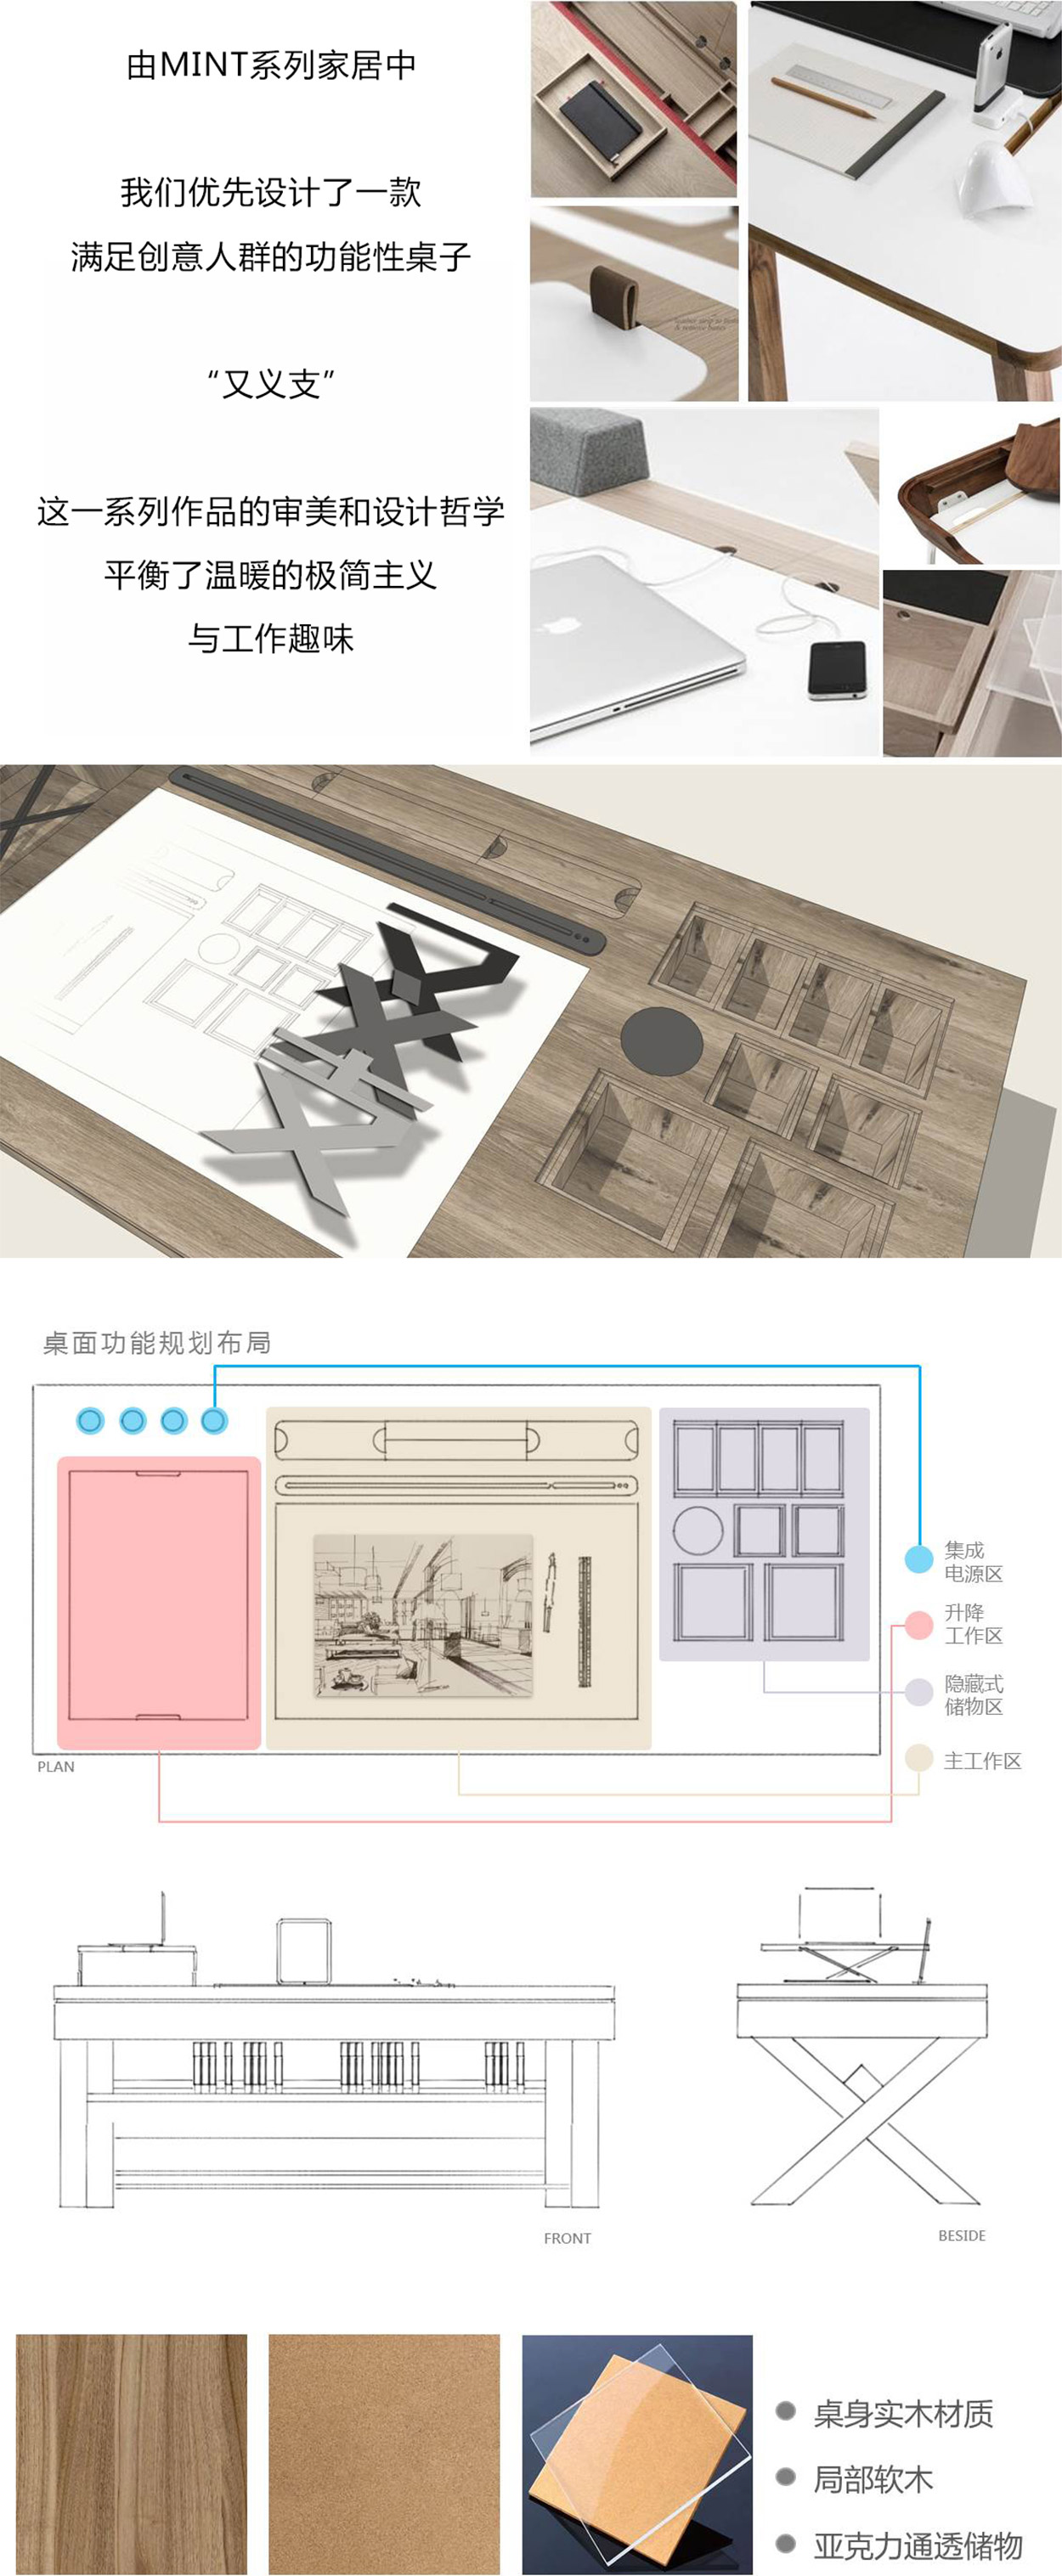 由MINT系列家居中
我们优先设计了一款
满足创意人群的功能性桌子
“又义支”
这一系列作品的审美和设计哲学
平衡了温暖的极简主义
与工作趣味
桌面功能规划布局
集成
电源区
升降
工作区
隐藏式
储物区
主工作区
PLAN
FRONT
BESIDE
桌身实木材质
局部软木
亚克力通透储物